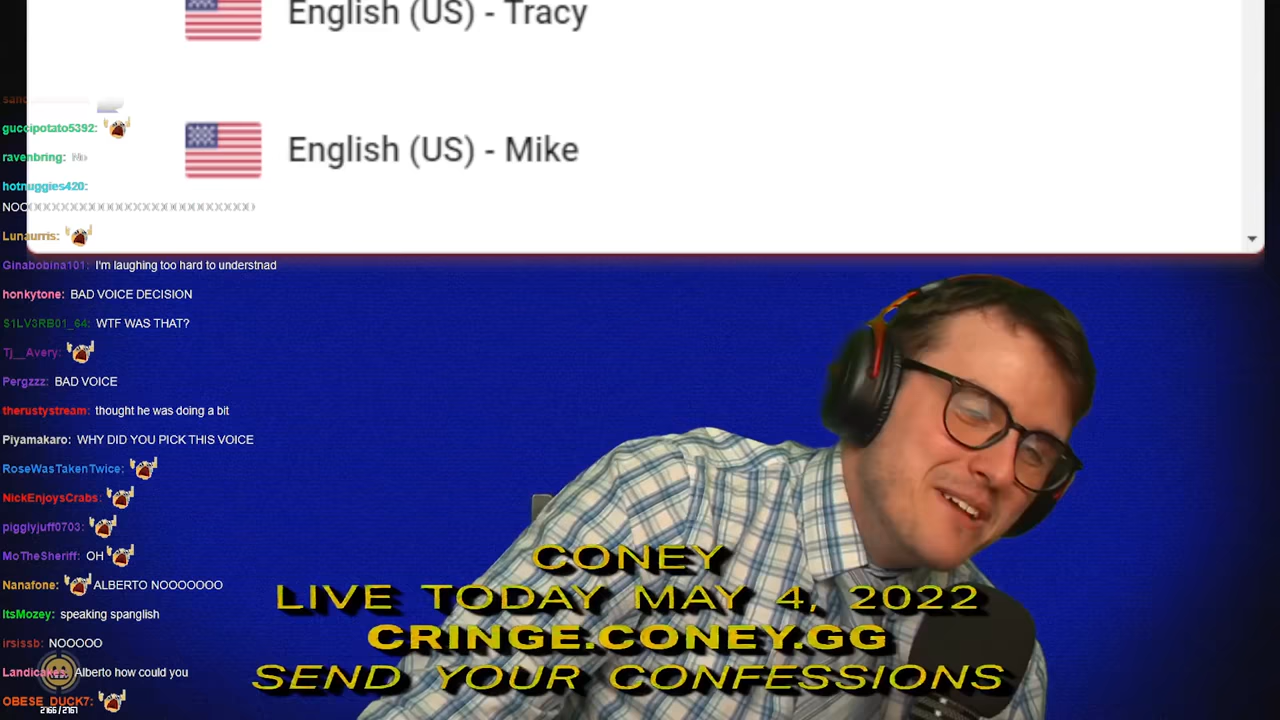 English (US) - Tracy
English (US) - Mike
guccipotato5392:
ravenbring: No
hotnuggies420:
Lunaurris:
Ginabobina101: I'm laughing too hard to understnad
honkytone: BAD VOICE DECISION
S1LV3RB01_64: WTF WAS THAT?
Tj__Avery:
Pergzzz: BAD VOICE
therustystream: thought he was doing a bit
Piyamakaro: WHY DID YOU PICK THIS VOICE
RoseWasTakenTwice:
NickEnjoysCrabs:
pigglyjuff0703:
MoTheSheriff: OH
Nanafone: ALBERTO NOOOOOOO
ItsMozey: speaking spanglish
irsissb: NOOOOO
Alberto how could you
OBESE_DUCK7:
CONEY
LIVE TODAY MAY 4, 2022
CRINGE.CONEY.GG
SEND YOUR CONFESSIONS